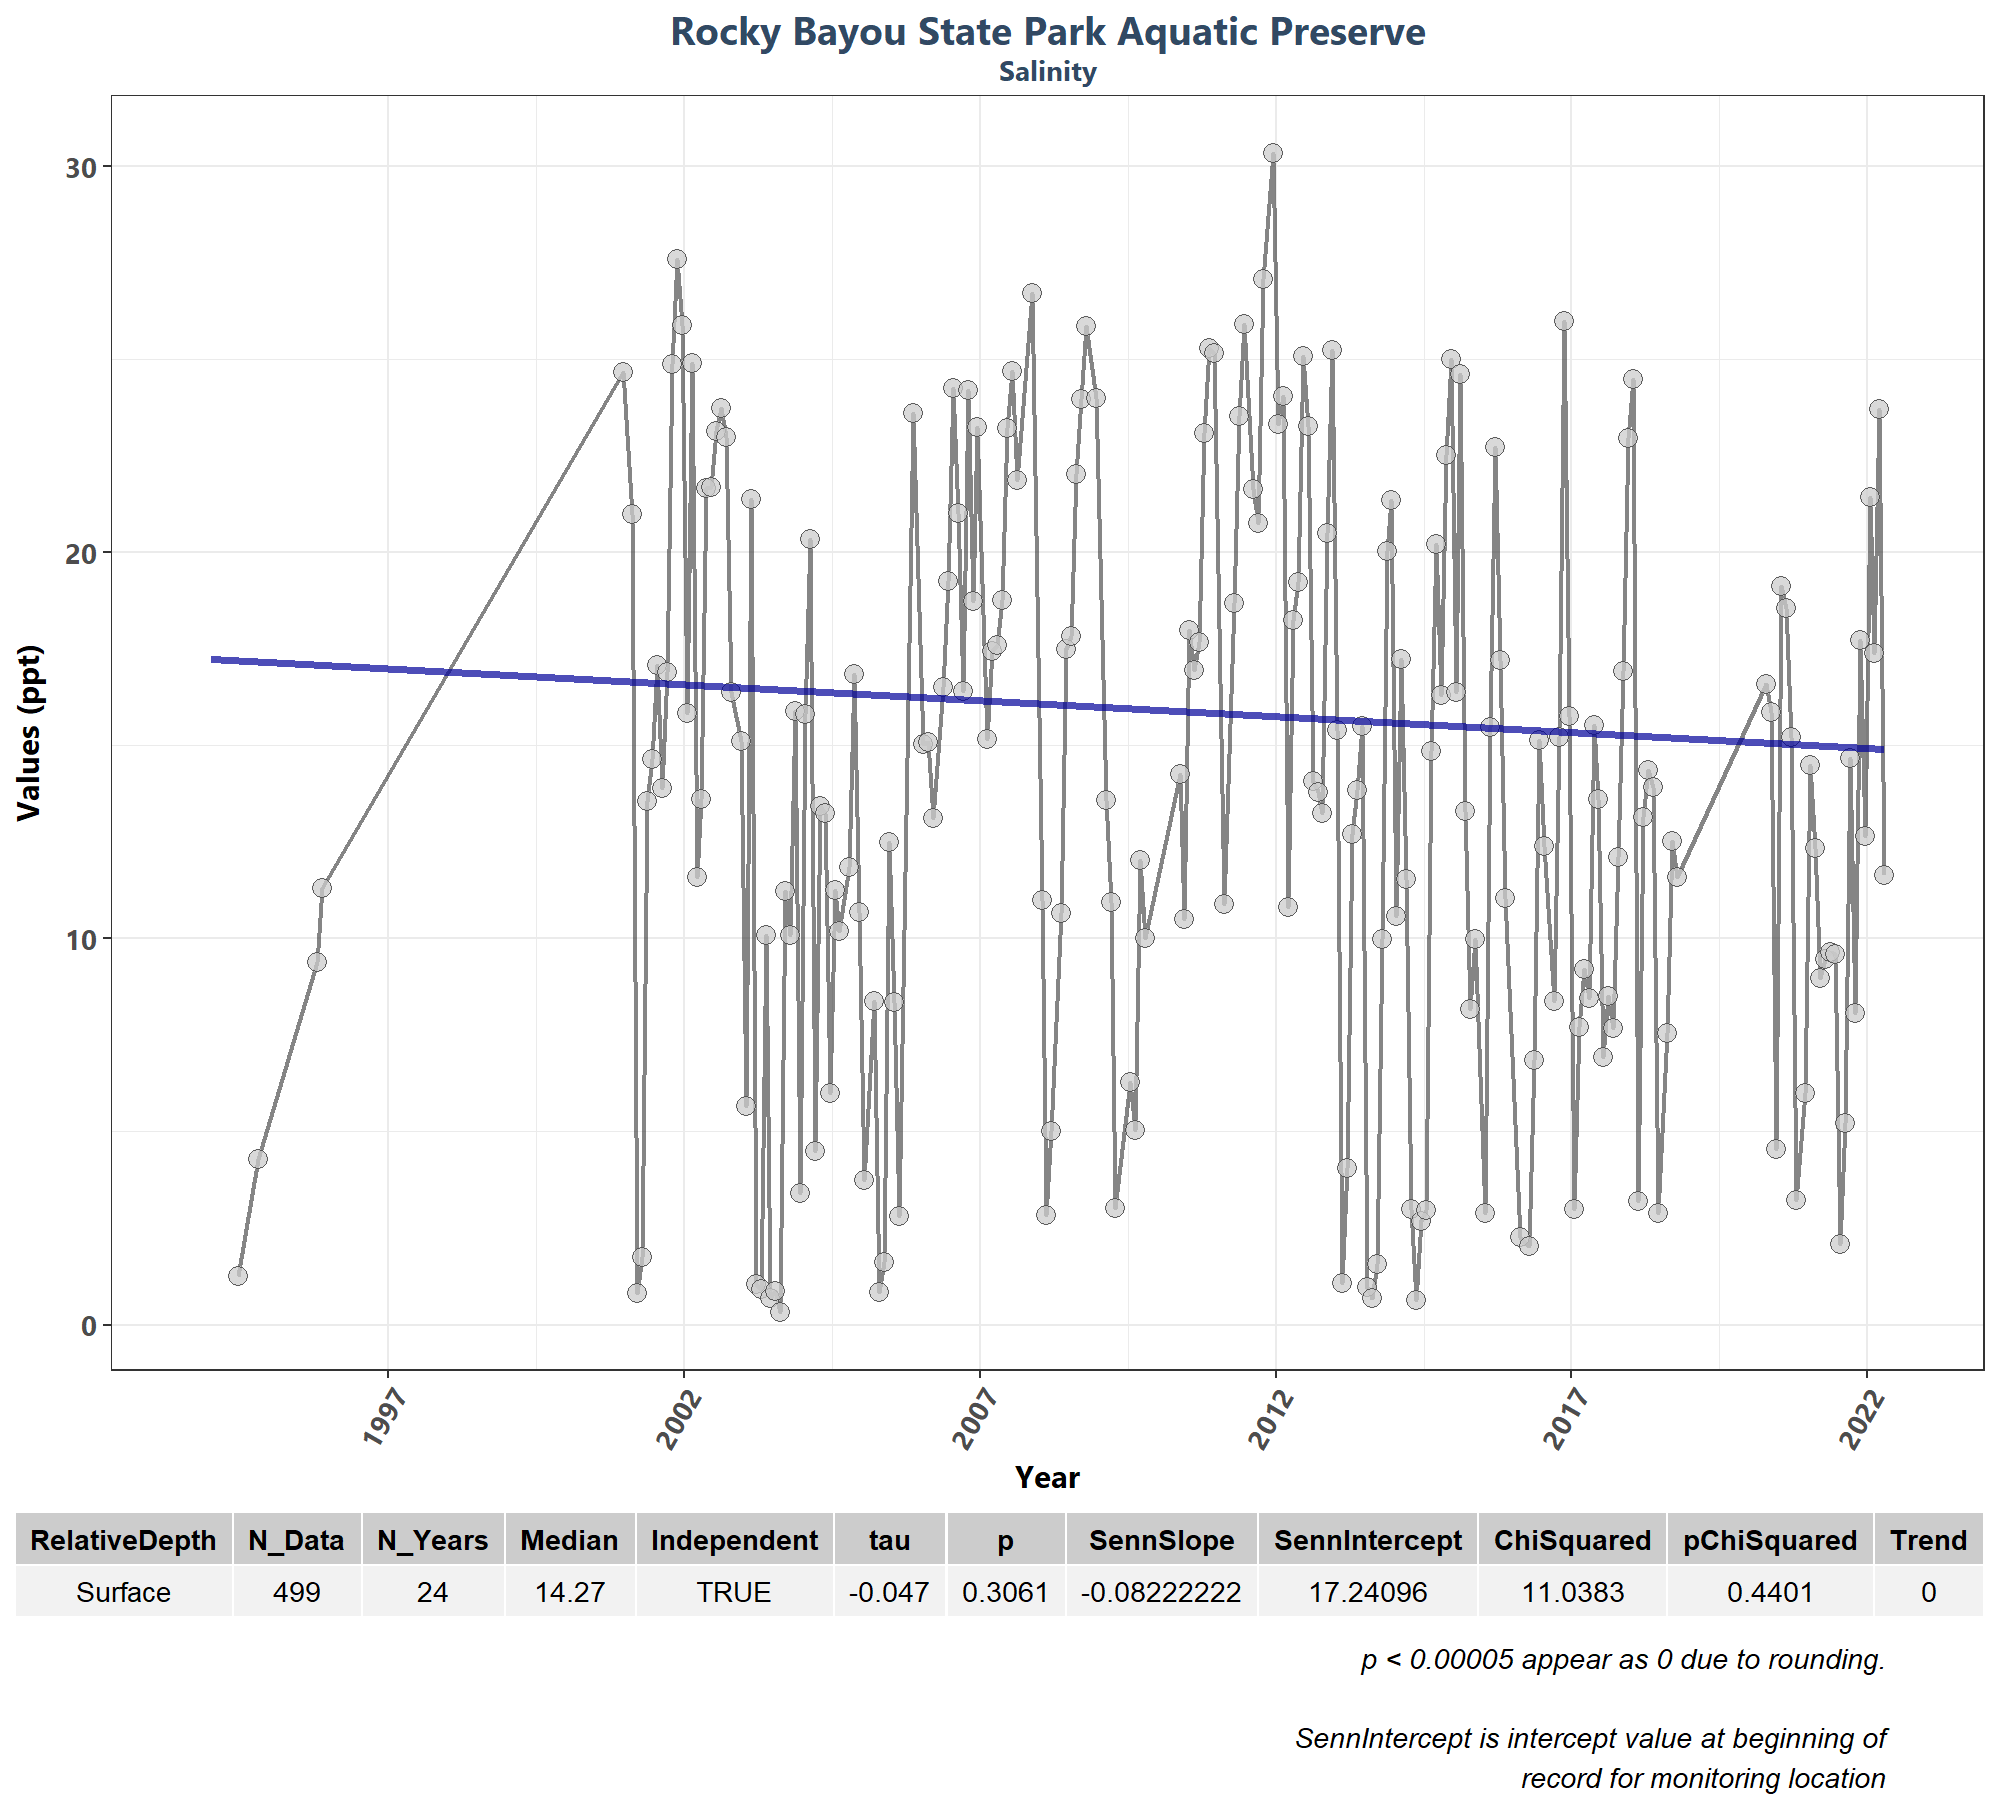 Rocky Bayou State Park Aquatic Preserve
Salinity
Values (ppt)
30
20
10
0
1997 2002 2007 2012 2017 2022
Year
RelativeDepth N_Data N_Years Median Independent tau p SennSlope SennIntercept ChiSquared pChiSquared Trend
Surface 499 24 14.27 TRUE -0.047 0.3061 -0.08222222 17.24096 11.0383 0.4401 0
p < 0.00005 appear as 0 due to rounding.
SennIntercept is intercept value at beginning of
record for monitoring location